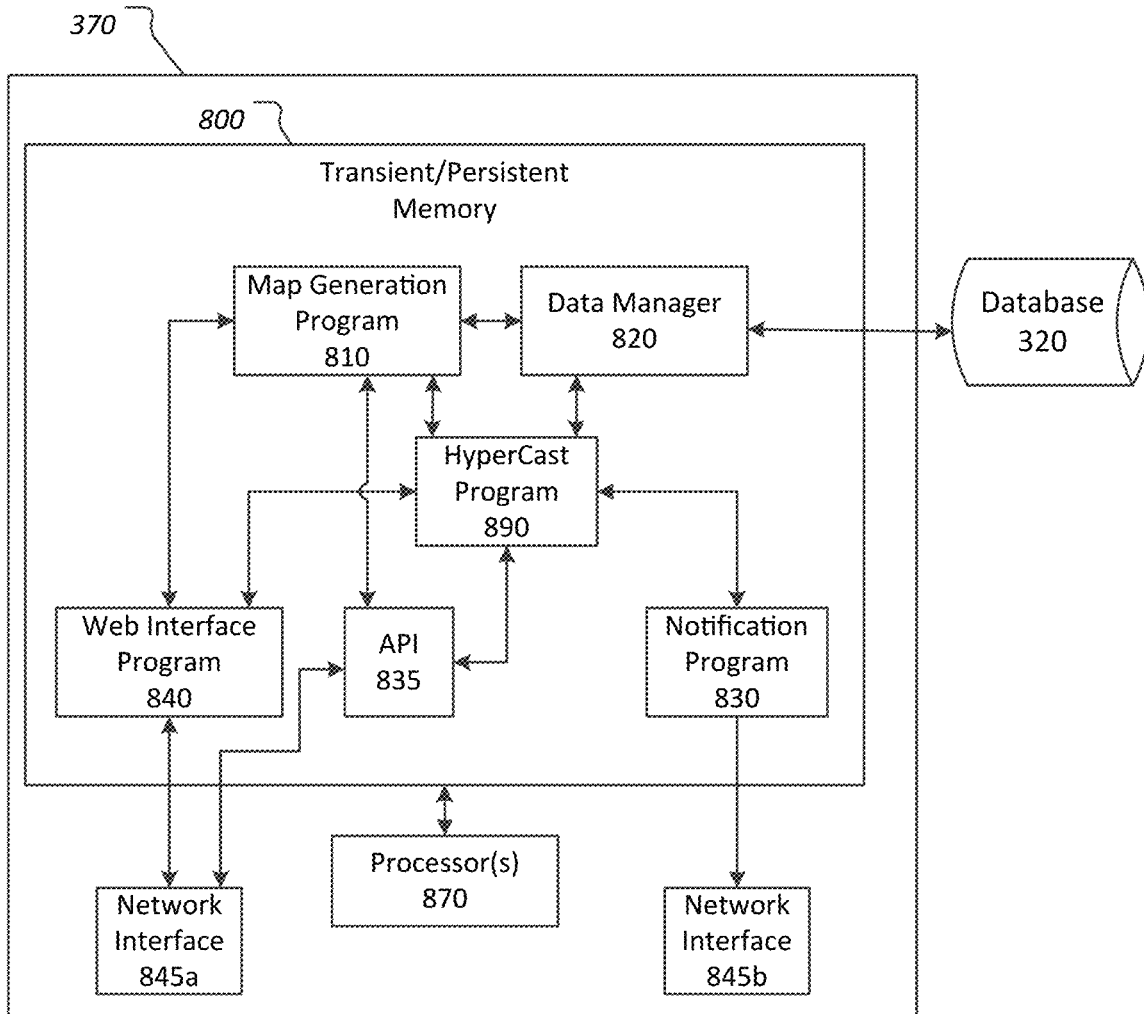 370
800
Transient/Persistent
Memory
Map Generation
Program
810
Data Manager
820
Database
320
HyperCast
Program
890
Web Interface
Program
840
API
835
Notification
Program
830
Processor(s)
870
Network
Interface
845a
Network
Interface
845b